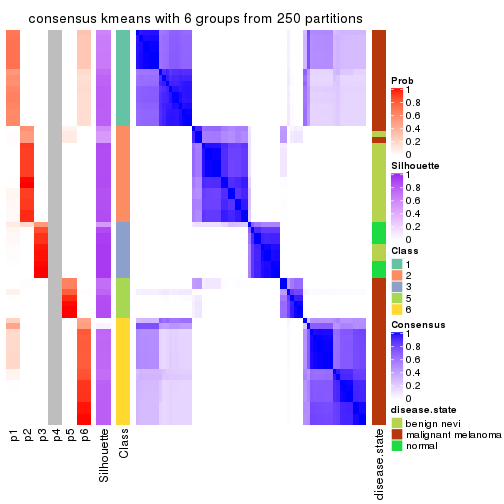 consensus kmeans with 6 groups from 250 partitions
Prob
1
0.8
0.6
0.4
0.2
0
Silhouette
1
0.8
0.6
0.4
0.2
0
Class
1
2
3
5
6
Consensus
1
0.8
0.6
0.4
0.2
0
disease.state
benign nevi
malignant melanoma
normal
p1
p2
p3
p4
p5
p6
Silhouette
Class
disease.state